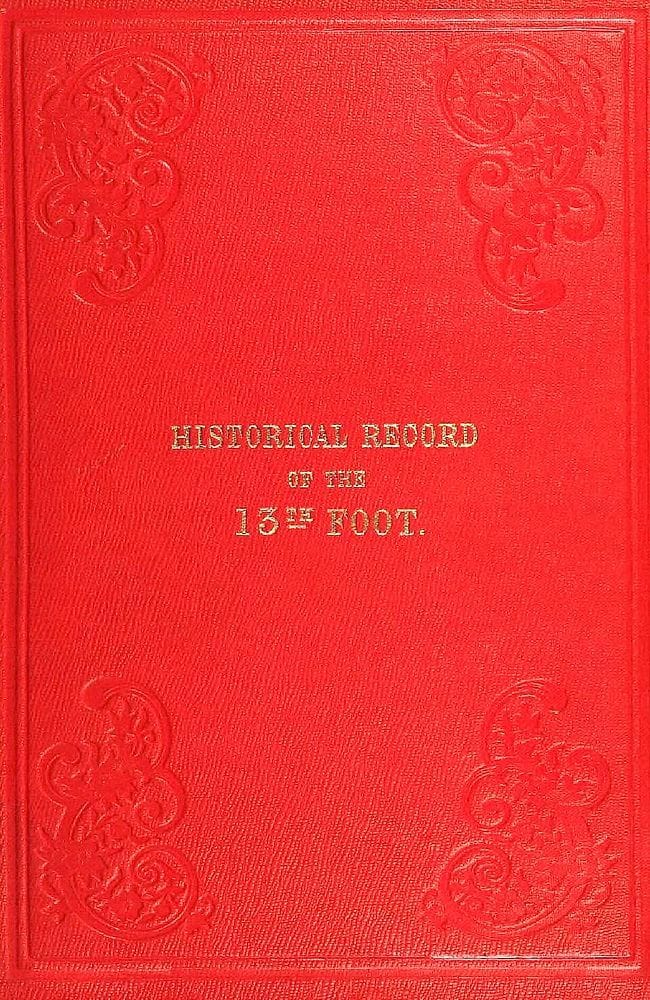 HISTORICAL RECORD
OF THE
13TH FOOT.